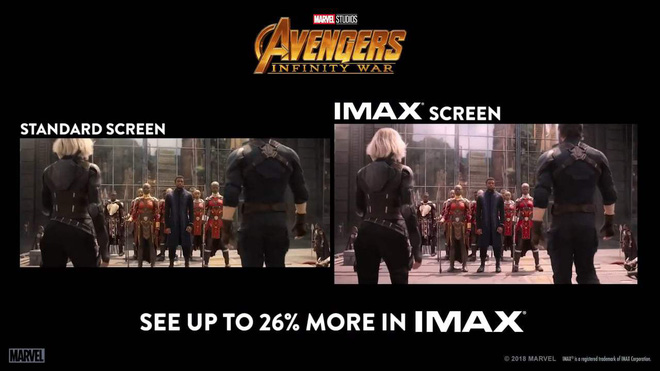 MARVEL STUDIOS
AVENGERS
INFINITY WAR
STANDARD SCREEN
IMAX® SCREEN
SEE UP TO 26% MORE IN IMAX®
MARVEL
© 2018 MARVEL IMAX® is a registered trademark of IMAX Corporation.